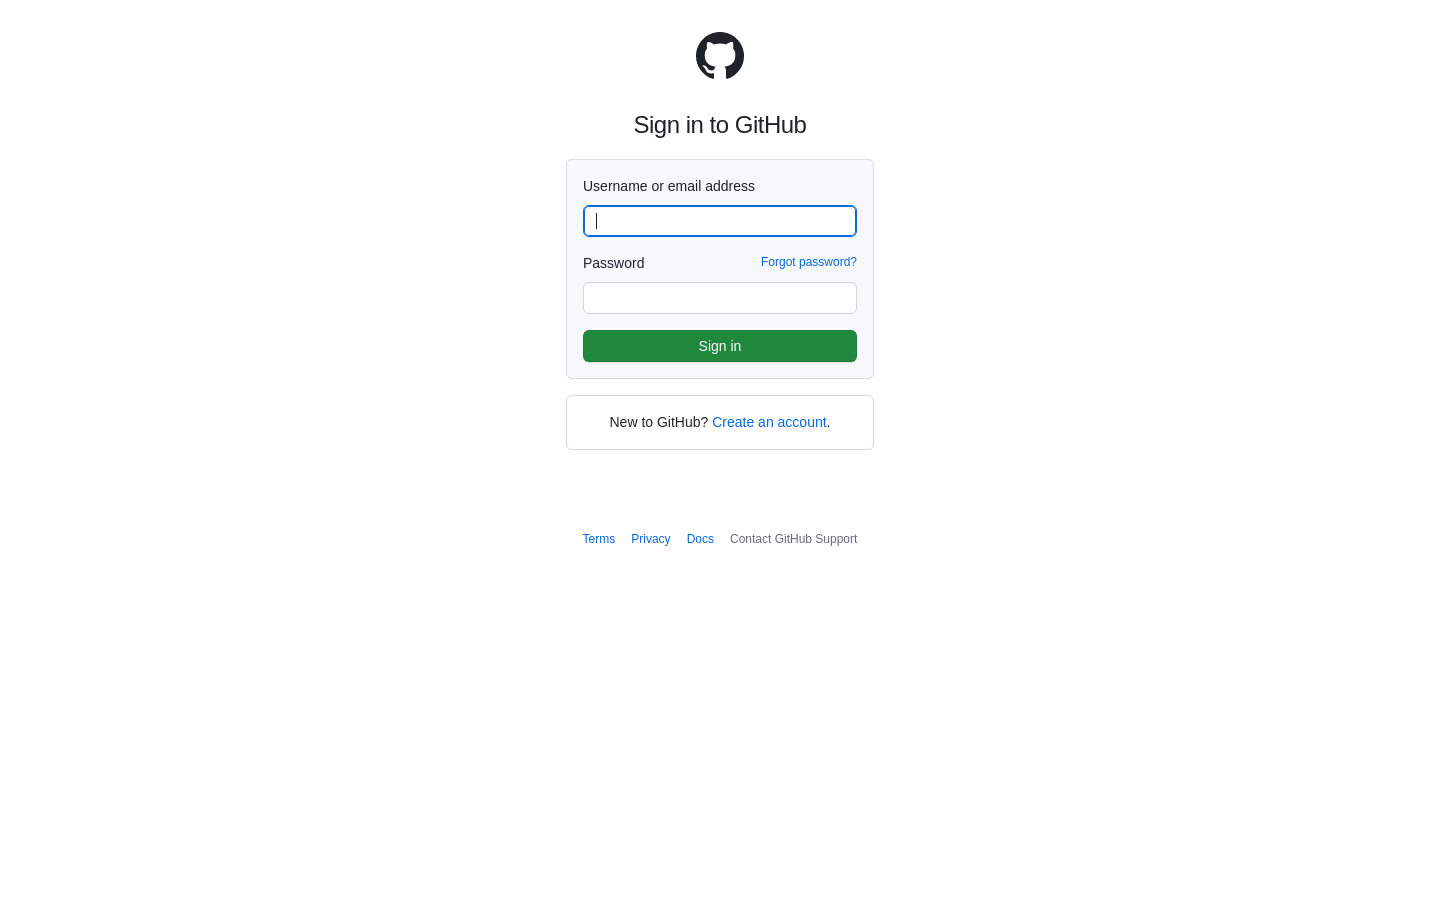 Sign in to GitHub
Username or email address
Password Forgot password?
Sign in
New to GitHub? Create an account.
Terms Privacy Docs Contact GitHub Support